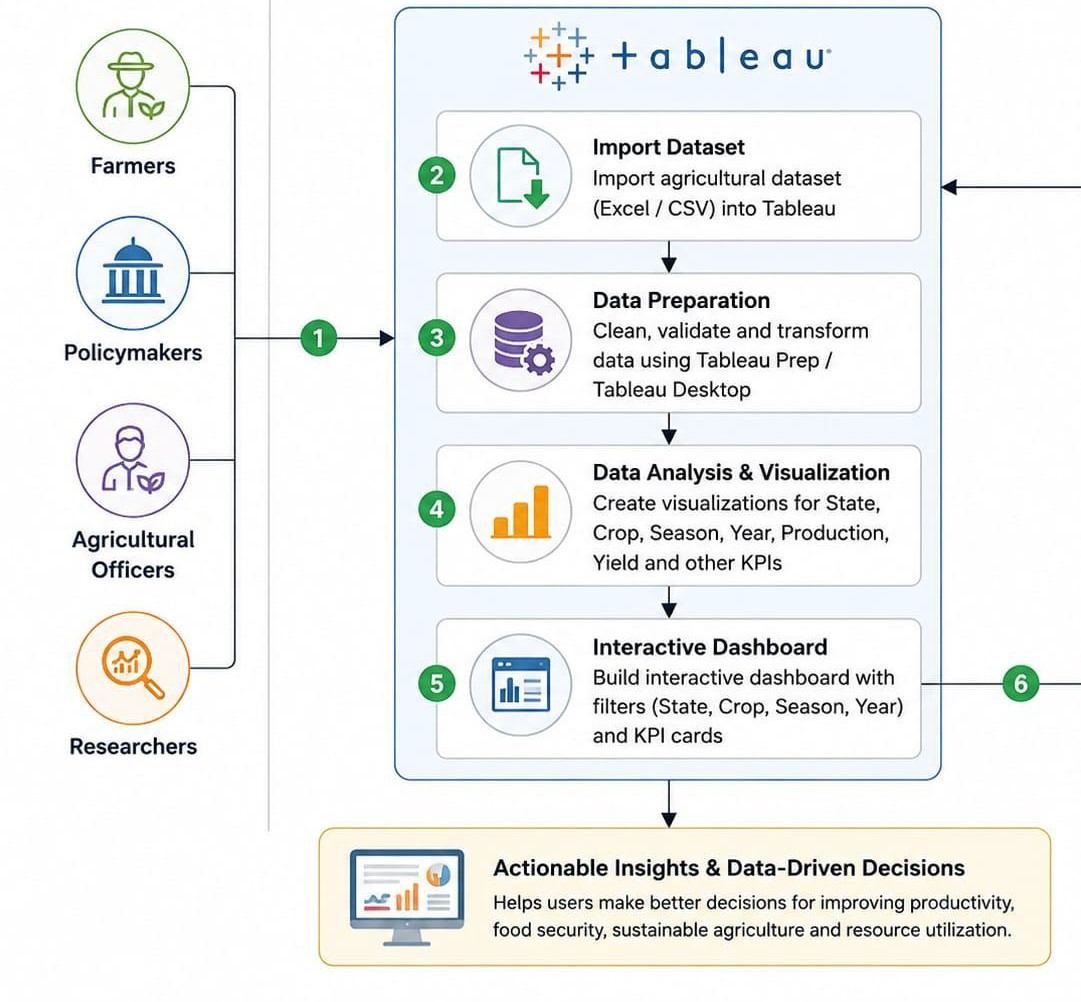 Farmers
Policymakers
Agricultural
Officers
Researchers
1
+ableau
2
Import Dataset
Import agricultural dataset
(Excel / CSV) into Tableau
3
Data Preparation
Clean, validate and transform
data using Tableau Prep /
Tableau Desktop
4
Data Analysis & Visualization
Create visualizations for State,
Crop, Season, Year, Production,
Yield and other KPIs
5
Interactive Dashboard
Build interactive dashboard with
filters (State, Crop, Season, Year)
and KPI cards
6
Actionable Insights & Data-Driven Decisions
Helps users make better decisions for improving productivity,
food security, sustainable agriculture and resource utilization.